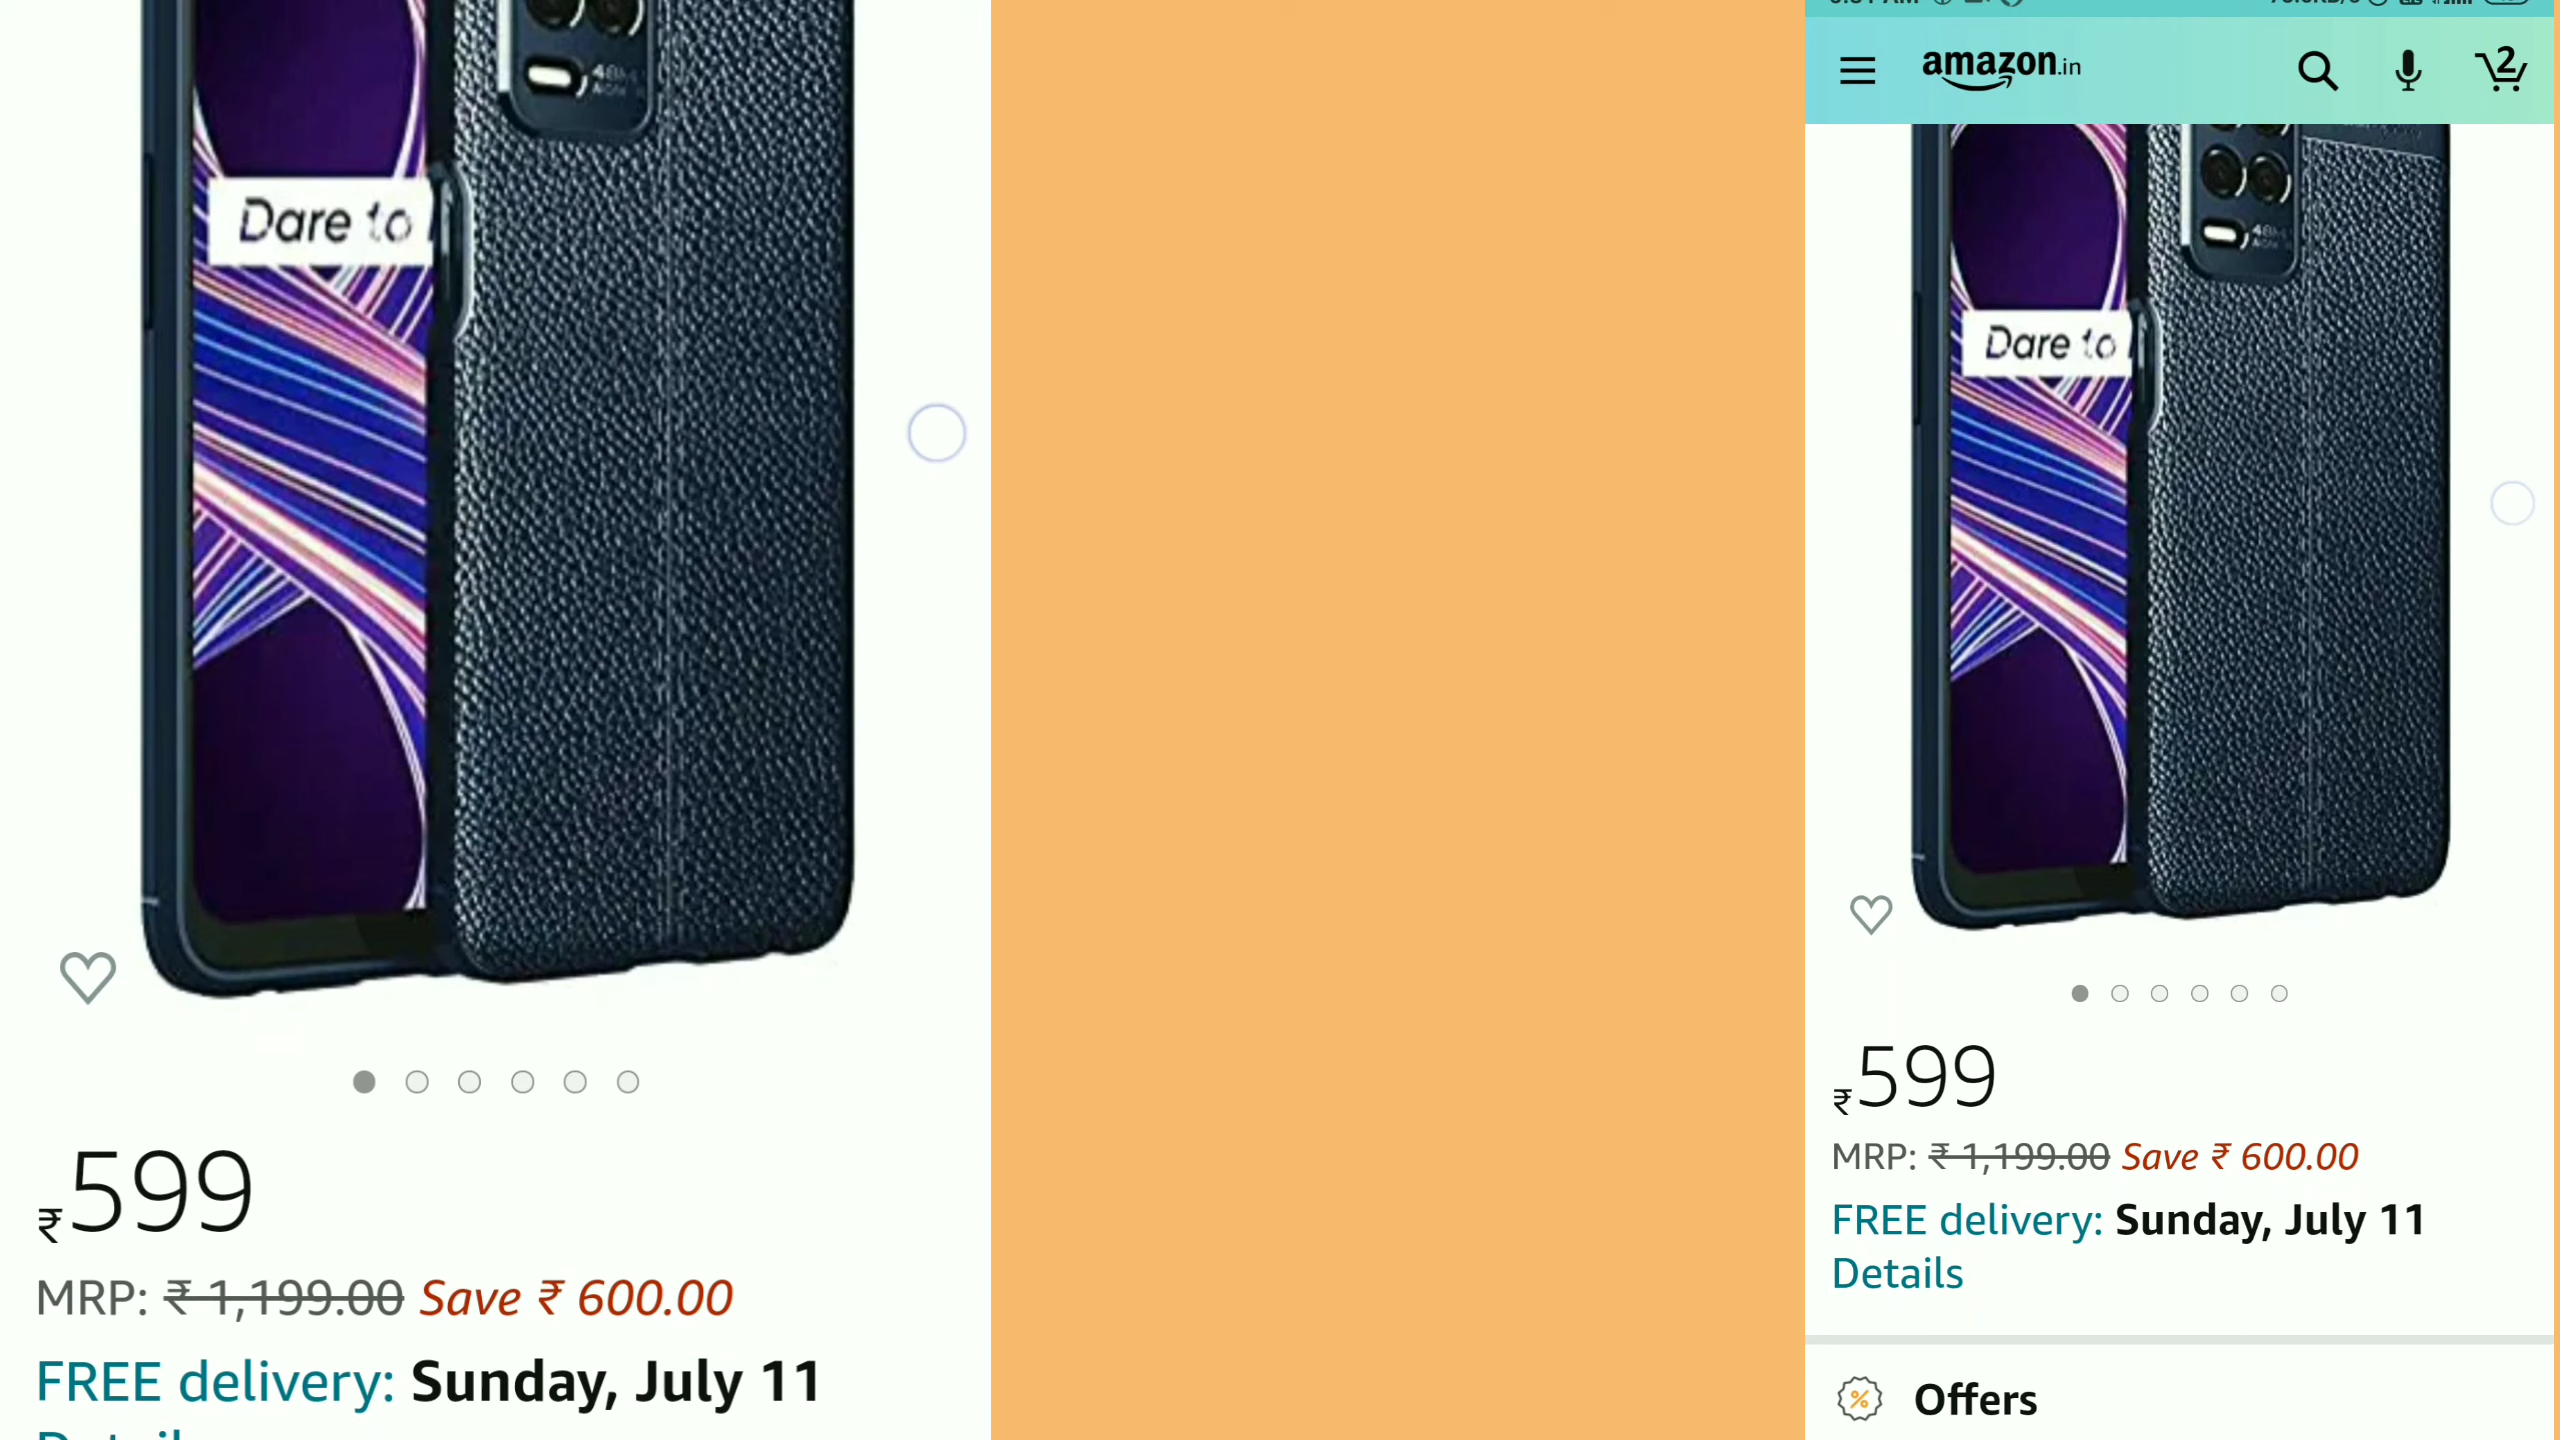 Dare to
₹599
MRP: ₹ 1,199.00 Save ₹ 600.00
FREE delivery: Sunday, July 11
amazon.in
2
Dare to
₹599
MRP: ₹ 1,199.00 Save ₹ 600.00
FREE delivery: Sunday, July 11
Details
Offers